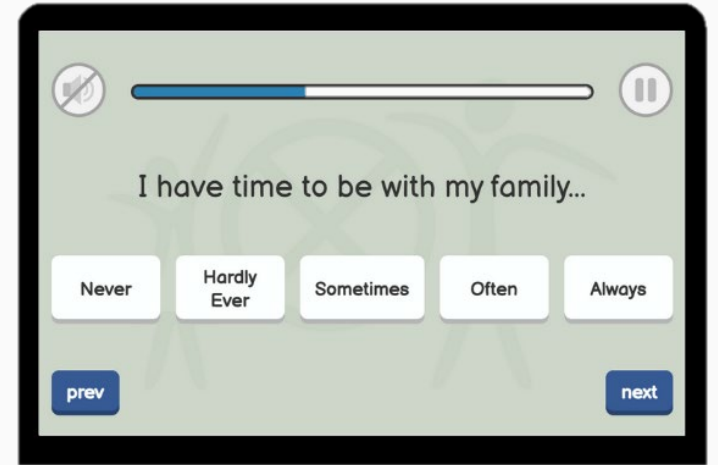 I have time to be with my family...
Never
Hardly
Ever
Sometimes
Often
Always
prev
next